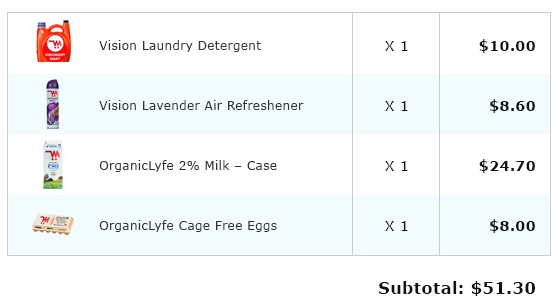 Vision Laundry Detergent X 1 $10.00
Vision Lavender Air Refreshener X 1 $8.60
OrganicLyfe 2% Milk – Case X 1 $24.70
OrganicLyfe Cage Free Eggs X 1 $8.00
Subtotal: $51.30